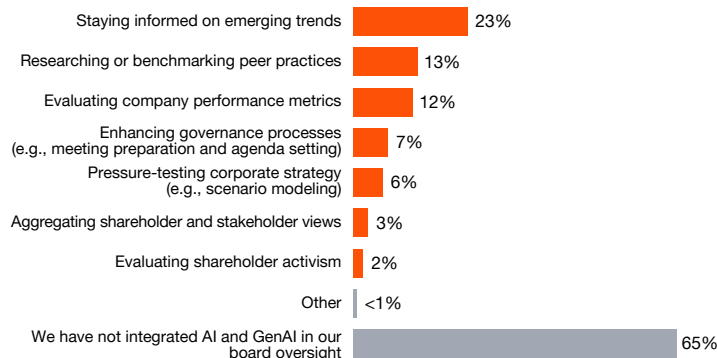 Staying informed on emerging trends 23%
Researching or benchmarking peer practices 13%
Evaluating company performance metrics 12%
Enhancing governance processes
(e.g., meeting preparation and agenda setting) 7%
Pressure-testing corporate strategy
(e.g., scenario modeling) 6%
Aggregating shareholder and stakeholder views 3%
Evaluating shareholder activism 2%
Other <1%
We have not integrated AI and GenAI in our
board oversight 65%